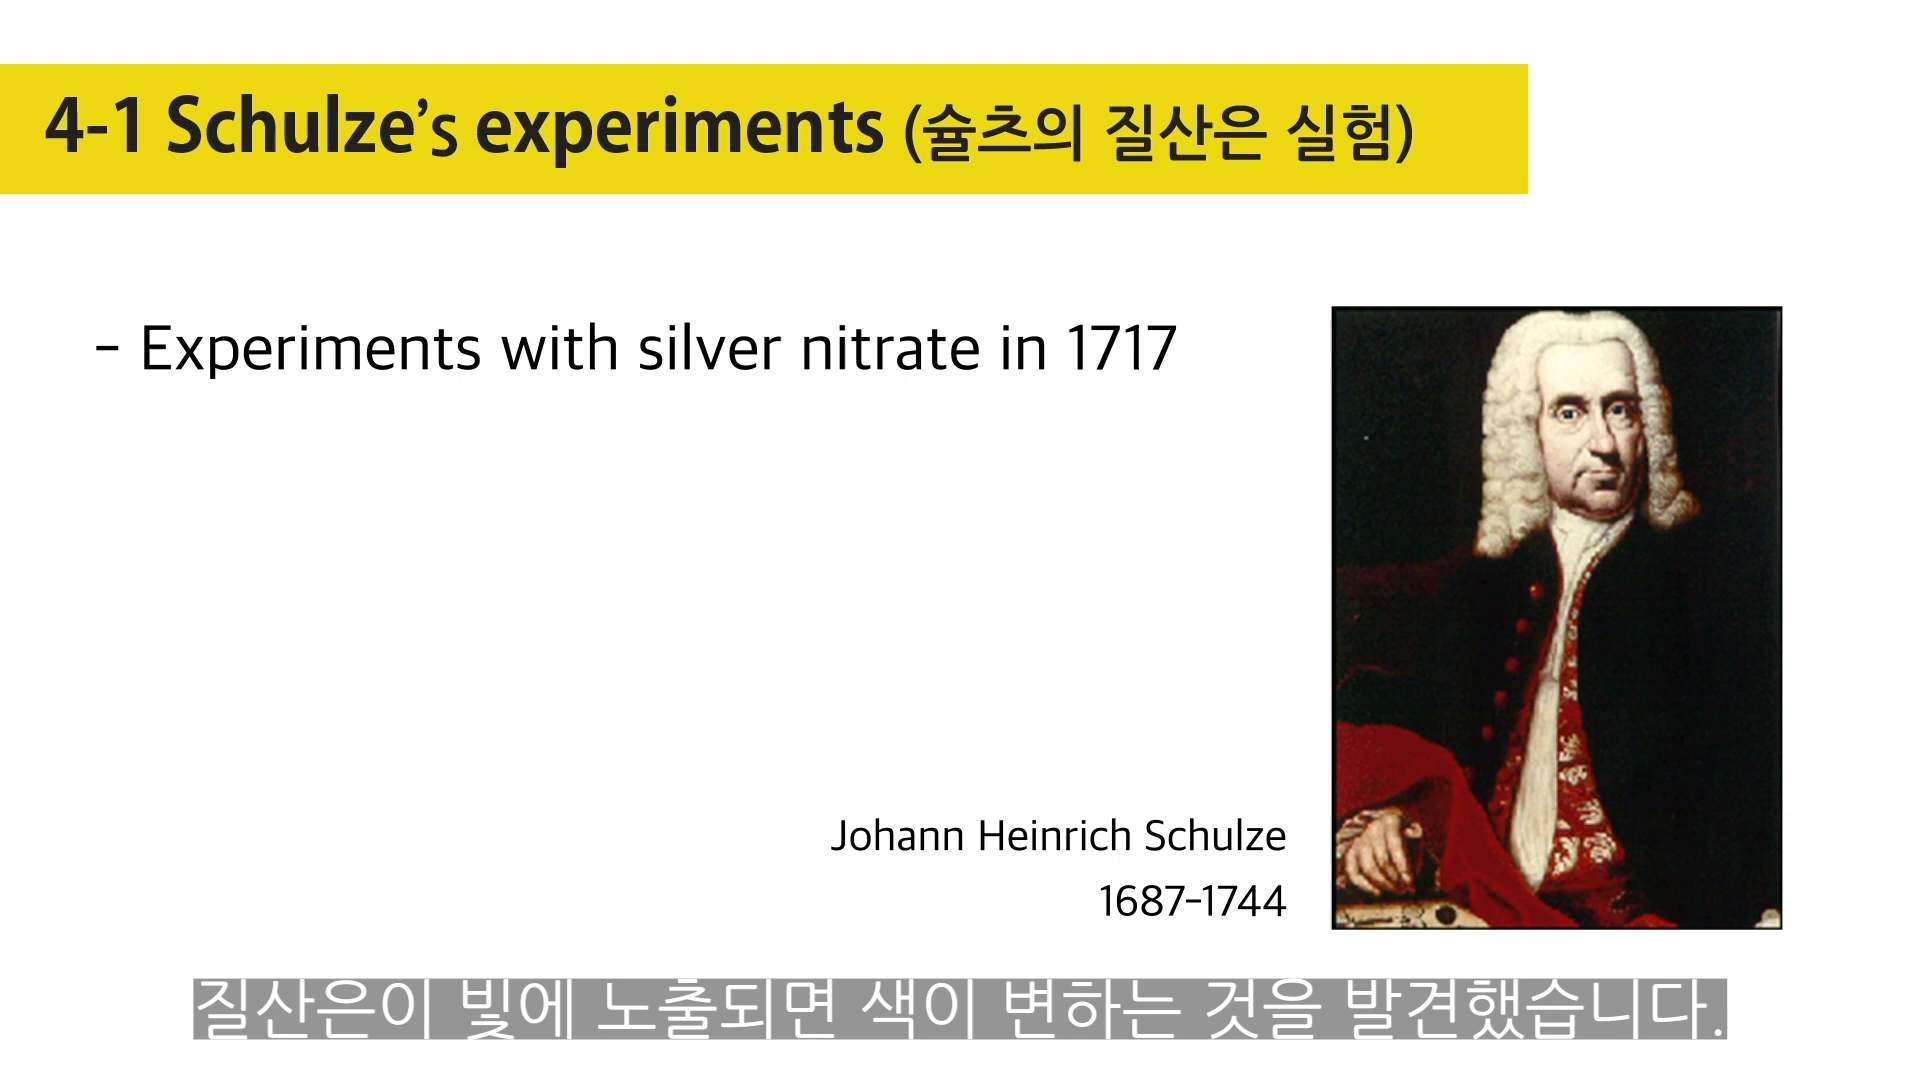 4-1 Schulze’s experiments (슐츠의 질산은 실험)
- Experiments with silver nitrate in 1717
Johann Heinrich Schulze
1687-1744
질산은이 빛에 노출되면 색이 변하는 것을 발견했습니다.